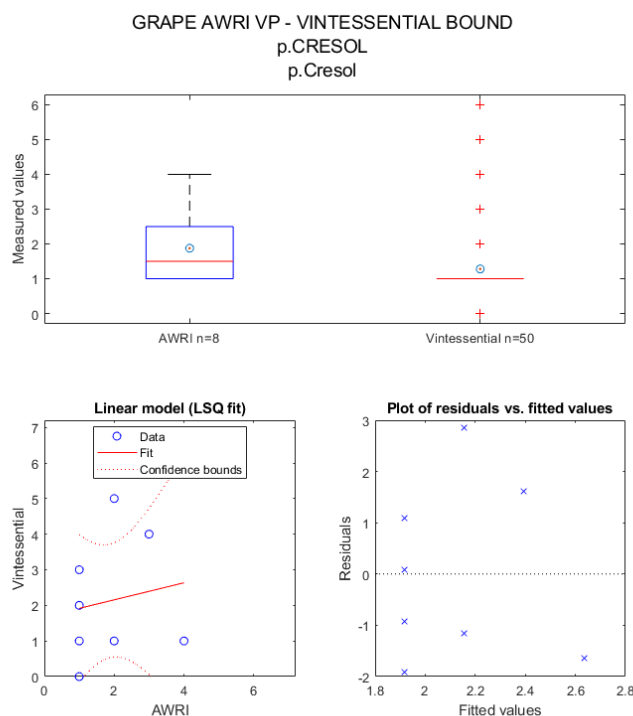 GRAPE AWRI VP - VINTESSENTIAL BOUND
p.CRESOL
p.Cresol
Measured values
6
5
4
3
2
1
0
AWRI n=8
Vintessential n=50
Linear model (LSQ fit)
Vintessential
7
6
5
4
3
2
1
0
Data
Fit
Confidence bounds
0
2
4
6
AWRI
Plot of residuals vs. fitted values
Residuals
3
2
1
0
-1
-2
1.8
2
2.2
2.4
2.6
2.8
Fitted values